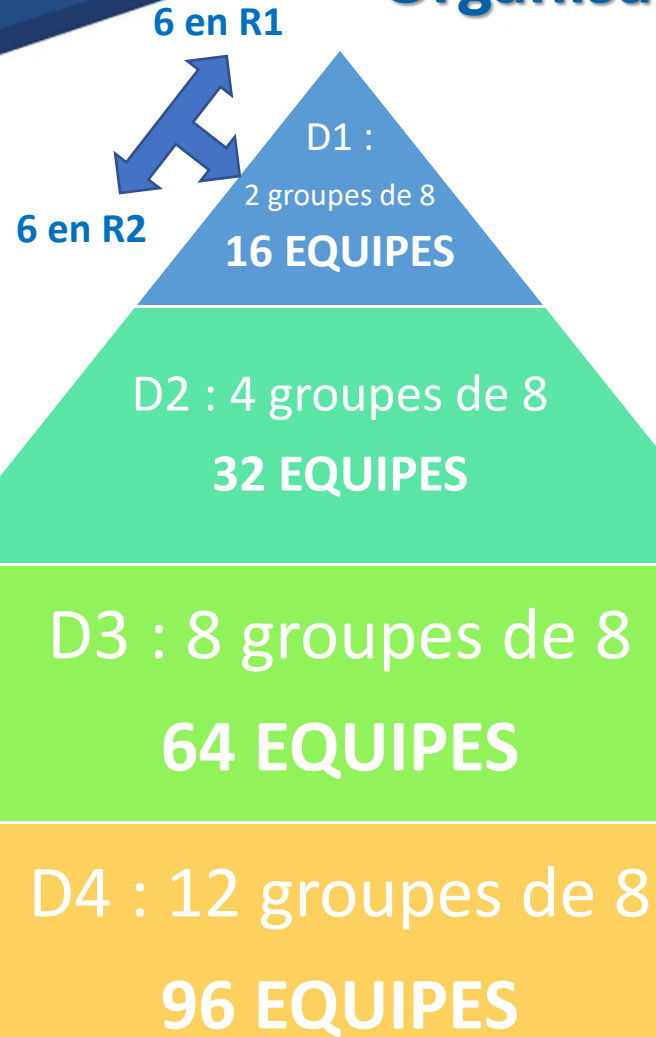 6 en R1
6 en R2
D1 :
2 groupes de 8
16 EQUIPES
D2 : 4 groupes de 8
32 EQUIPES
D3 : 8 groupes de 8
64 EQUIPES
D4 : 12 groupes de 8
96 EQUIPES